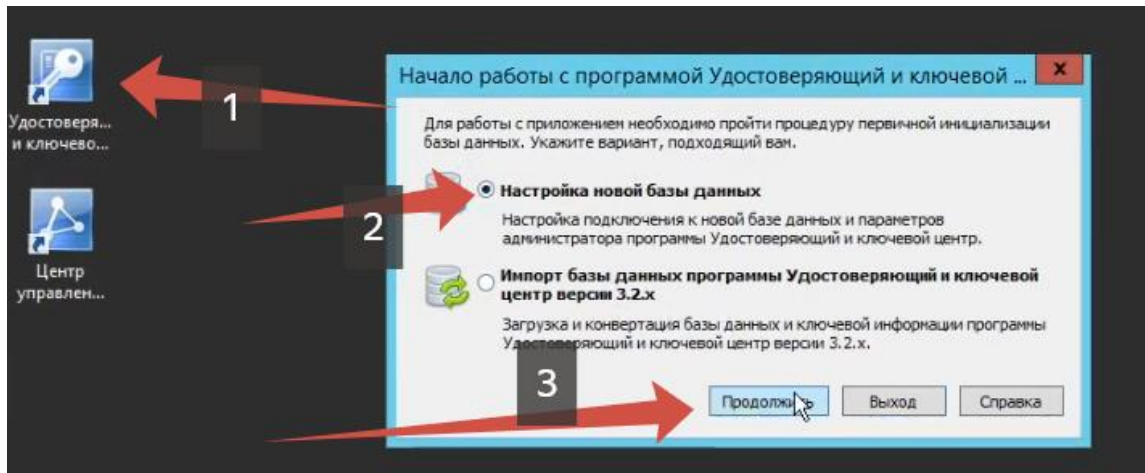 Удостоверя...
и ключево...
Центр
управлен...
1
2
3
Начало работы с программой Удостоверяющий и ключевой ...
X
Для работы с приложением необходимо пройти процедуру первичной инициализации
базы данных. Укажите вариант, подходящий вам.
Настройка новой базы данных
Настройка подключения к новой базе данных и параметров
администратора программы Удостоверяющий и ключевой центр.
Импорт базы данных программы Удостоверяющий и ключевой
центр версии 3.2.x
Загрузка и конвертация базы данных и ключевой информации программы
Удостоверяющий и ключевой центр версии 3.2.x.
Продолжить
Выход
Справка